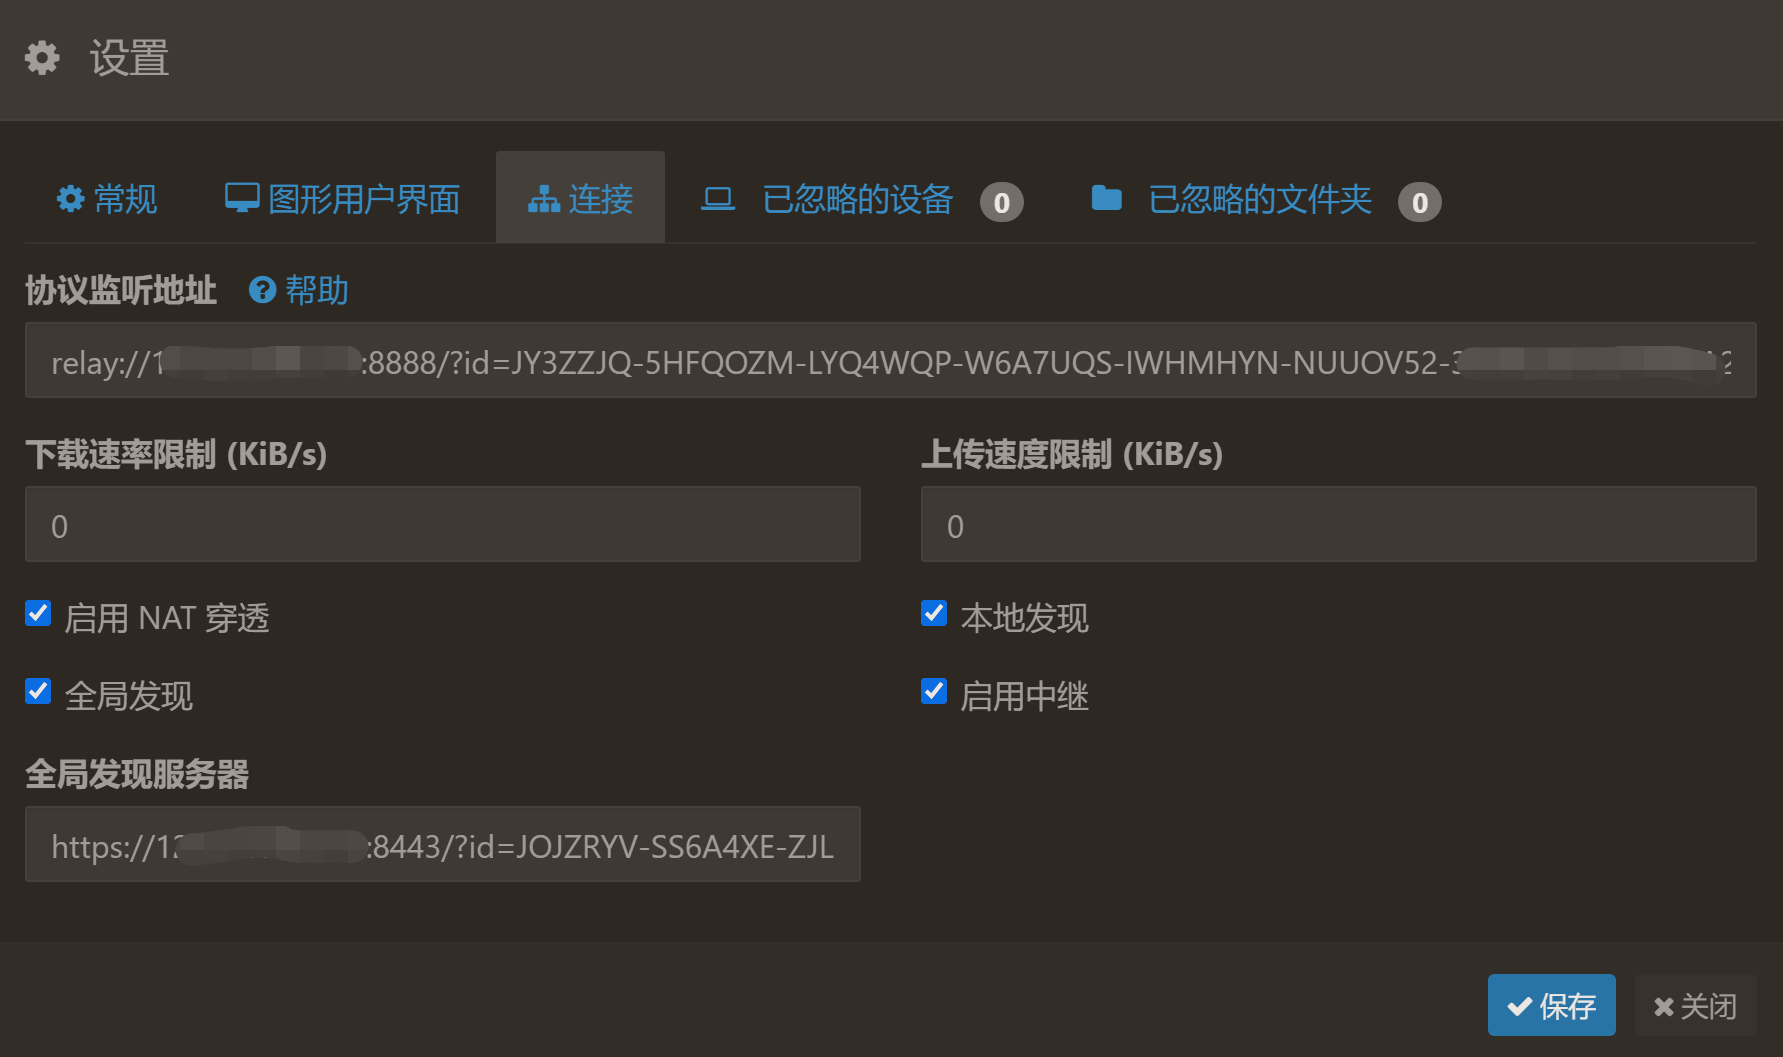 设置
常规 图形用户界面 连接 已忽略的设备 0 已忽略的文件夹 0
协议监听地址 帮助
relay://1 :8888/?id=JY3ZZJQ-5HFQOZM-LYQ4WQP-W6A7UQS-IWHMHYN-NUUOV52-3
下载速率限制 (KiB/s) 上传速度限制 (KiB/s)
0 0
启用 NAT 穿透 本地发现
全局发现 启用中继
全局发现服务器
https://12 :8443/?id=JOJZRYV-SS6A4XE-ZJL
保存 关闭